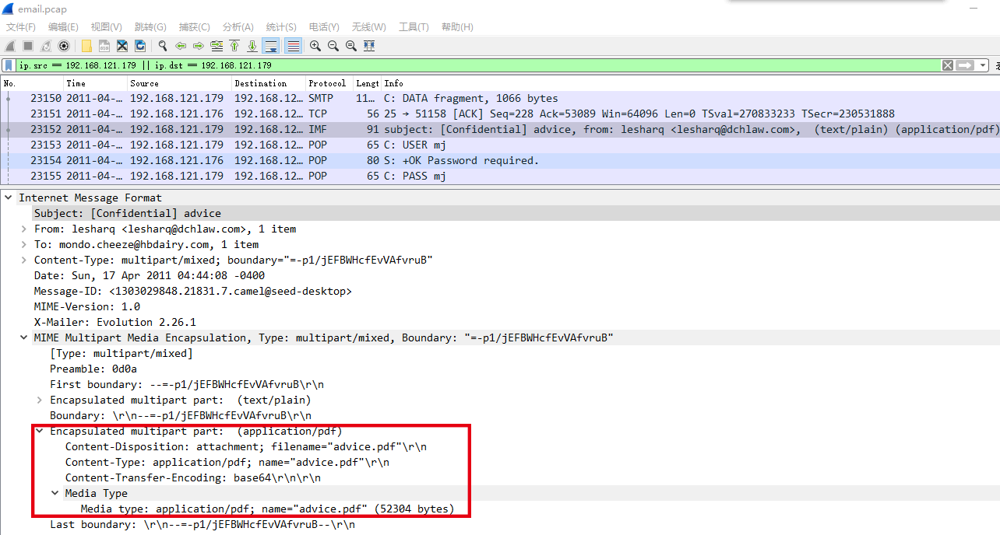 email.pcap
文件(F) 编辑(E) 视图(V) 跳转(G) 捕获(C) 分析(A) 统计(S) 电话(Y) 无线(W) 工具(T) 帮助(H)
ip.src == 192.168.121.179 || ip.dst == 192.168.121.179
No. Time Source Destination Protocol Lengt Info
23150 2011-04-… 192.168.121.179 192.168.12… SMTP 11… C: DATA fragment, 1066 bytes
23151 2011-04-… 192.168.121.176 192.168.12… TCP 56 25 → 51158 [ACK] Seq=228 Ack=53089 Win=64096 Len=0 TSval=270833233 TSecr=230531888
23152 2011-04-… 192.168.121.179 192.168.12… IMF 91 subject: [Confidential] advice, from: lesharq <lesharq@dchlaw.com>, (text/plain) (application/pdf)
23153 2011-04-… 192.168.121.179 192.168.12… POP 65 C: USER mj
23154 2011-04-… 192.168.121.176 192.168.12… POP 80 S: +OK Password required.
23155 2011-04-… 192.168.121.179 192.168.12… POP 65 C: PASS mj
Internet Message Format
Subject: [Confidential] advice
From: lesharq <lesharq@dchlaw.com>, 1 item
To: mondo.cheeze@hbdairy.com, 1 item
Content-Type: multipart/mixed; boundary="=-p1/jEFBWHcfEvVAfvruB"
Date: Sun, 17 Apr 2011 04:44:08 -0400
Message-ID: <1303029848.21831.7.camel@seed-desktop>
MIME-Version: 1.0
X-Mailer: Evolution 2.26.1
MIME Multipart Media Encapsulation, Type: multipart/mixed, Boundary: "=-p1/jEFBWHcfEvVAfvruB"
[Type: multipart/mixed]
Preamble: 0d0a
First boundary: --=-p1/jEFBWHcfEvVAfvruB\r\n
Encapsulated multipart part: (text/plain)
Boundary: \r\n--=-p1/jEFBWHcfEvVAfvruB\r\n
Encapsulated multipart part: (application/pdf)
Content-Disposition: attachment; filename="advice.pdf"\r\n
Content-Type: application/pdf; name="advice.pdf"\r\n
Content-Transfer-Encoding: base64\r\n\r\n
Media Type
Media type: application/pdf; name="advice.pdf" (52304 bytes)
Last boundary: \r\n--=-p1/jEFBWHcfEvVAfvruB--\r\n